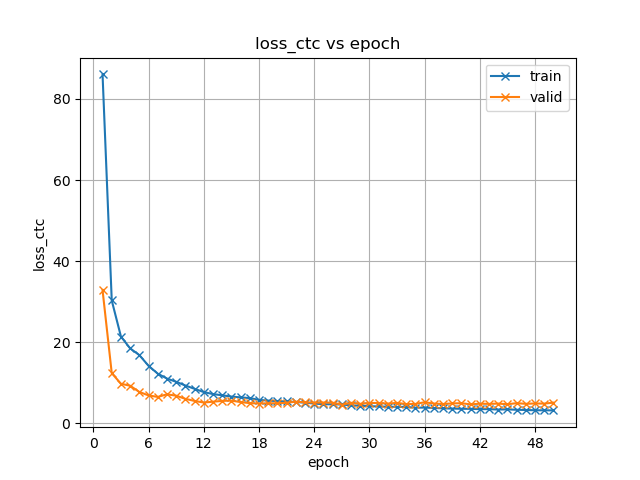 loss_ctc vs epoch
train
valid
80
60
40
20
0
loss_ctc
0 6 12 18 24 30 36 42 48
epoch